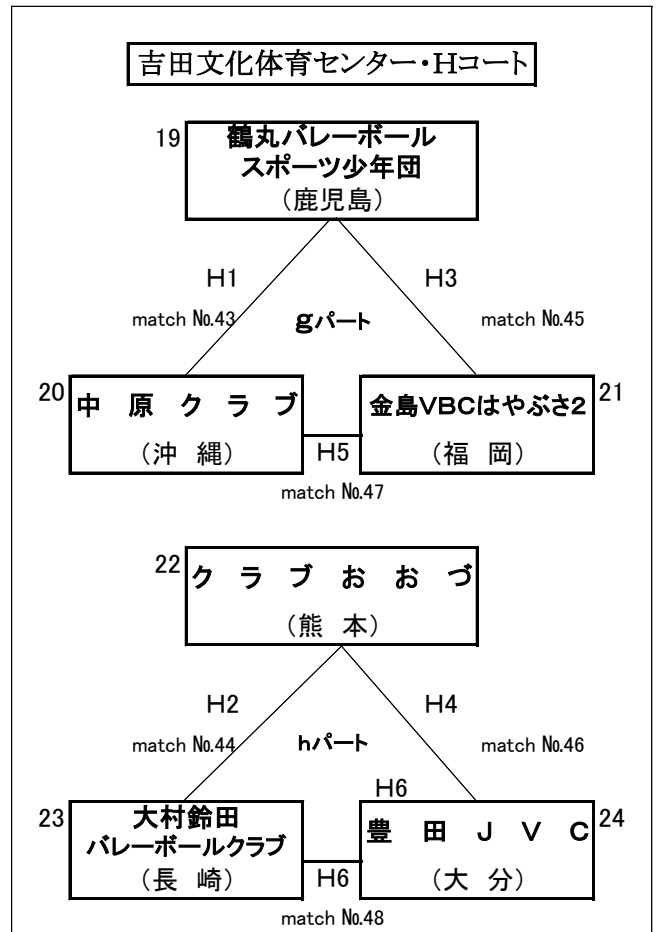 吉田文化体育センター・Hコート
19
鶴丸バレーボール
スポーツ少年団
（鹿児島）
H1
H3
match №43
gパート
match №45
20
中 原 ク ラ ブ
（沖 縄）
H5
金島VBCはやぶさ2
（福 岡）
21
match №47
22
ク ラ ブ お お づ
（熊 本）
H2
H4
match №44
hパート
match №46
H6
23
大村鈴田
バレーボールクラブ
（長 崎）
H6
豊 田 J V C
（大 分）
24
match №48